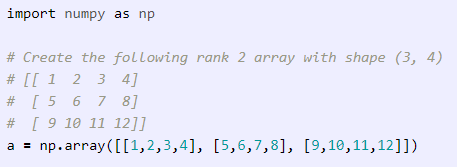 import numpy as np

# Create the following rank 2 array with shape (3, 4)
# [[ 1  2  3  4]
#  [ 5  6  7  8]
#  [ 9 10 11 12]]
a = np.array([[1,2,3,4], [5,6,7,8], [9,10,11,12]])